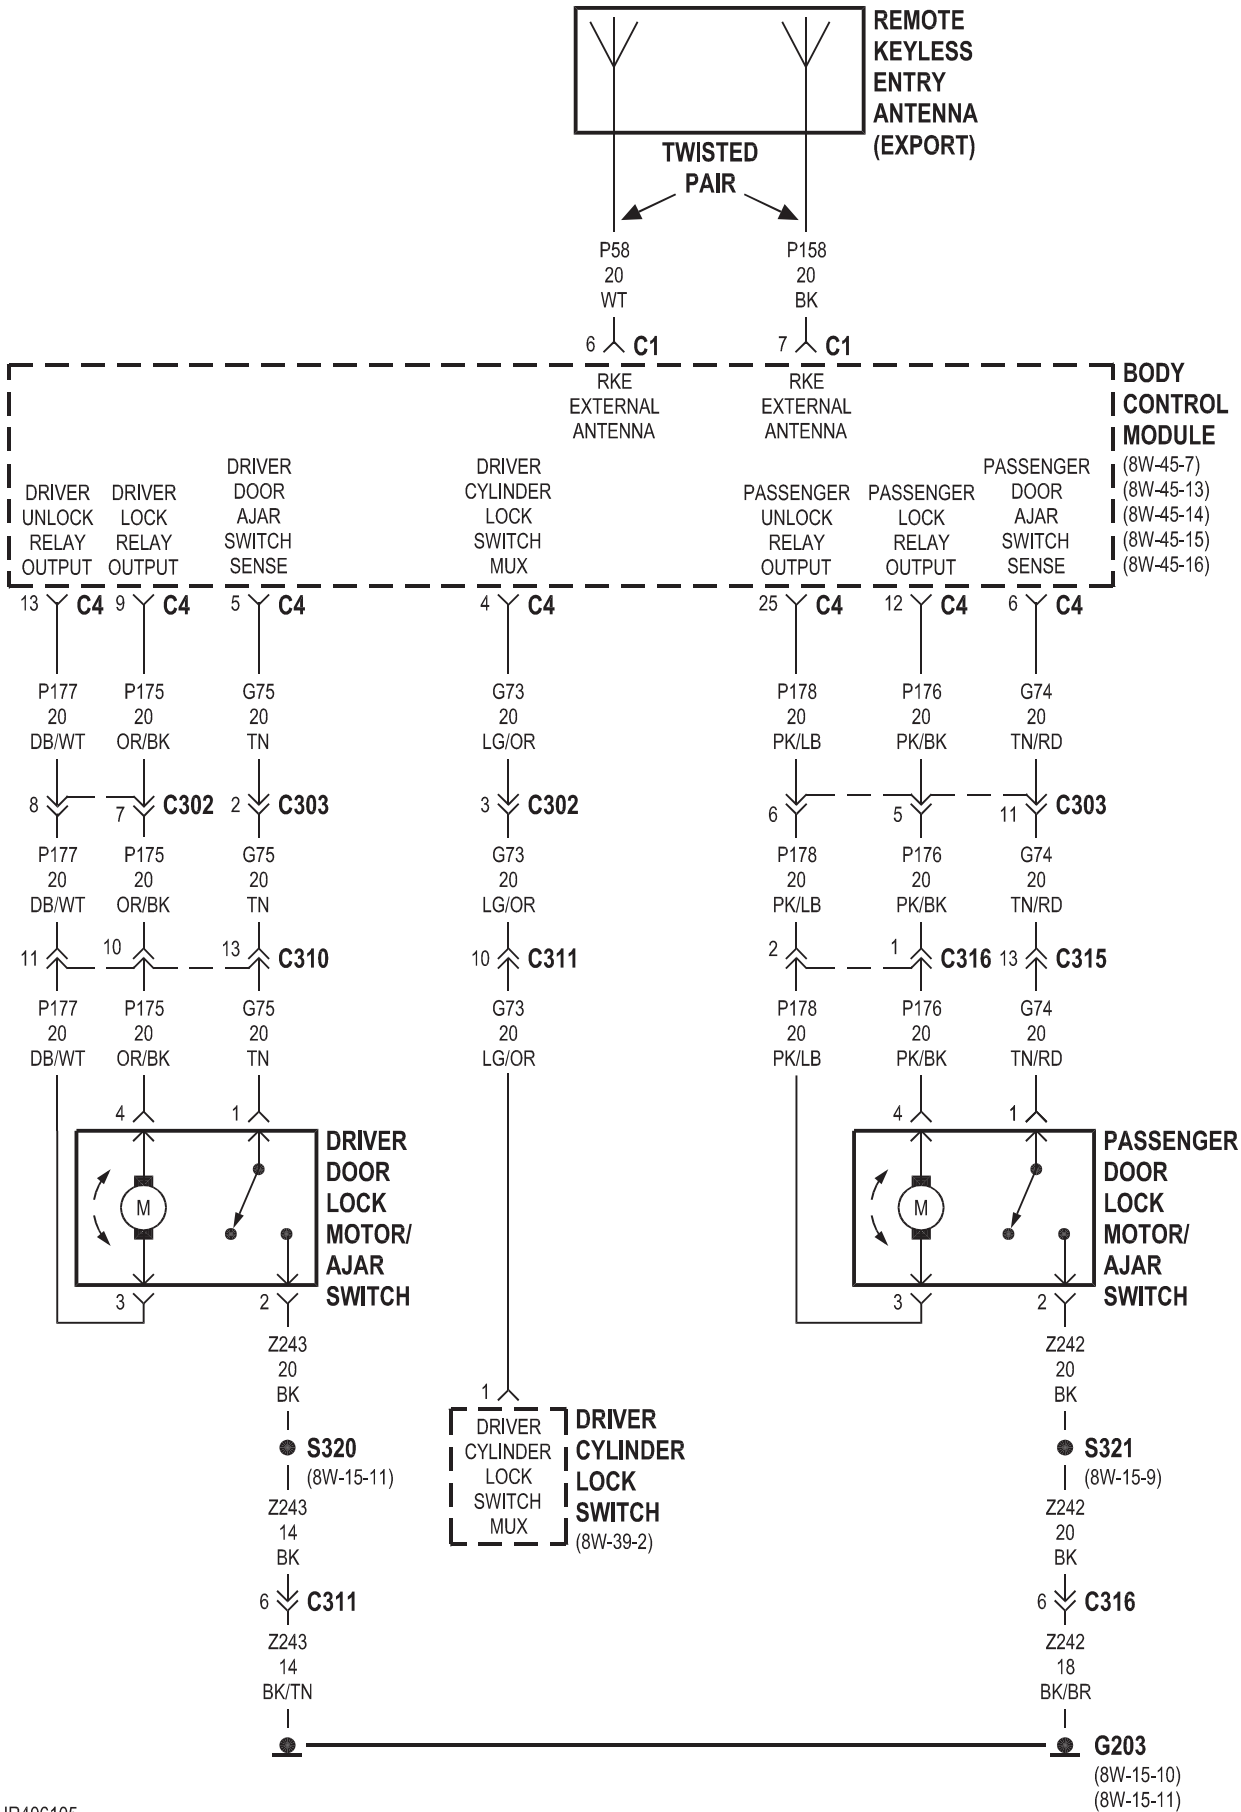 REMOTE
KEYLESS
ENTRY
ANTENNA
(EXPORT)
TWISTED
PAIR
P58
20
WT
P158
20
BK
6 C1
7 C1
BODY
CONTROL
MODULE
(8W-45-7)
(8W-45-13)
(8W-45-14)
(8W-45-15)
(8W-45-16)
RKE
EXTERNAL
ANTENNA
RKE
EXTERNAL
ANTENNA
DRIVER
UNLOCK
RELAY
OUTPUT
DRIVER
LOCK
RELAY
OUTPUT
DRIVER
DOOR
AJAR
SWITCH
SENSE
DRIVER
CYLINDER
LOCK
SWITCH
MUX
PASSENGER
UNLOCK
RELAY
OUTPUT
PASSENGER
LOCK
RELAY
OUTPUT
PASSENGER
DOOR
AJAR
SWITCH
SENSE
13 C4
9 C4
5 C4
4 C4
25 C4
12 C4
6 C4
P177
20
DB/WT
P175
20
OR/BK
G75
20
TN
G73
20
LG/OR
P178
20
PK/LB
P176
20
PK/BK
G74
20
TN/RD
8
7 C302
2 C303
3 C302
6
5
11 C303
P177
20
DB/WT
P175
20
OR/BK
G75
20
TN
G73
20
LG/OR
P178
20
PK/LB
P176
20
PK/BK
G74
20
TN/RD
11
10
13 C310
10 C311
2
1 C316
13 C315
P177
20
DB/WT
P175
20
OR/BK
G75
20
TN
G73
20
LG/OR
P178
20
PK/LB
P176
20
PK/BK
G74
20
TN/RD
4
1
4
1
M
DRIVER
DOOR
LOCK
MOTOR/
AJAR
SWITCH
M
PASSENGER
DOOR
LOCK
MOTOR/
AJAR
SWITCH
3
2
3
2
Z243
20
BK
Z242
20
BK
1
DRIVER
CYLINDER
LOCK
SWITCH
MUX
DRIVER
CYLINDER
LOCK
SWITCH
(8W-39-2)
S320
(8W-15-11)
S321
(8W-15-9)
Z243
14
BK
Z242
20
BK
6 C311
6 C316
Z243
14
BK/TN
Z242
18
BK/BR
G203
(8W-15-10)
(8W-15-11)